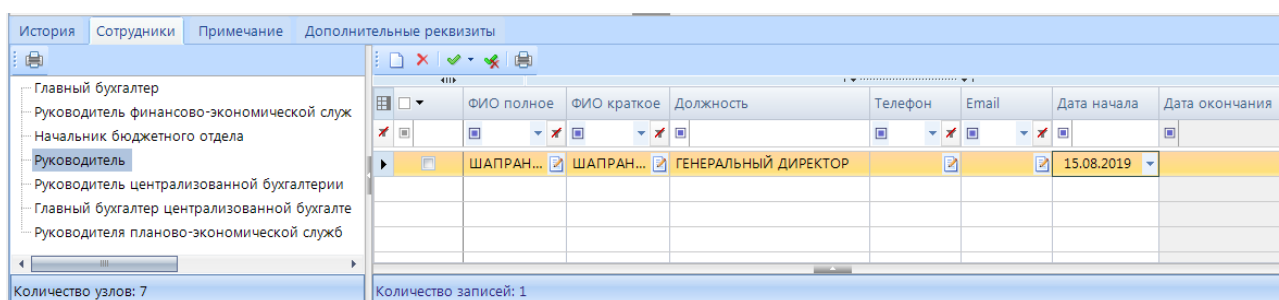 История Сотрудники Примечание Дополнительные реквизиты
Главный бухгалтер
Руководитель финансово-экономической служ
Начальник бюджетного отдела
Руководитель
Руководитель централизованной бухгалтерии
Главный бухгалтер централизованной бухгалте
Руководителя планово-экономической служб
Количество узлов: 7
ФИО полное ФИО краткое Должность Телефон Email Дата начала Дата окончания
ШАПРАН... ШАПРАН... ГЕНЕРАЛЬНЫЙ ДИРЕКТОР 15.08.2019
Количество записей: 1